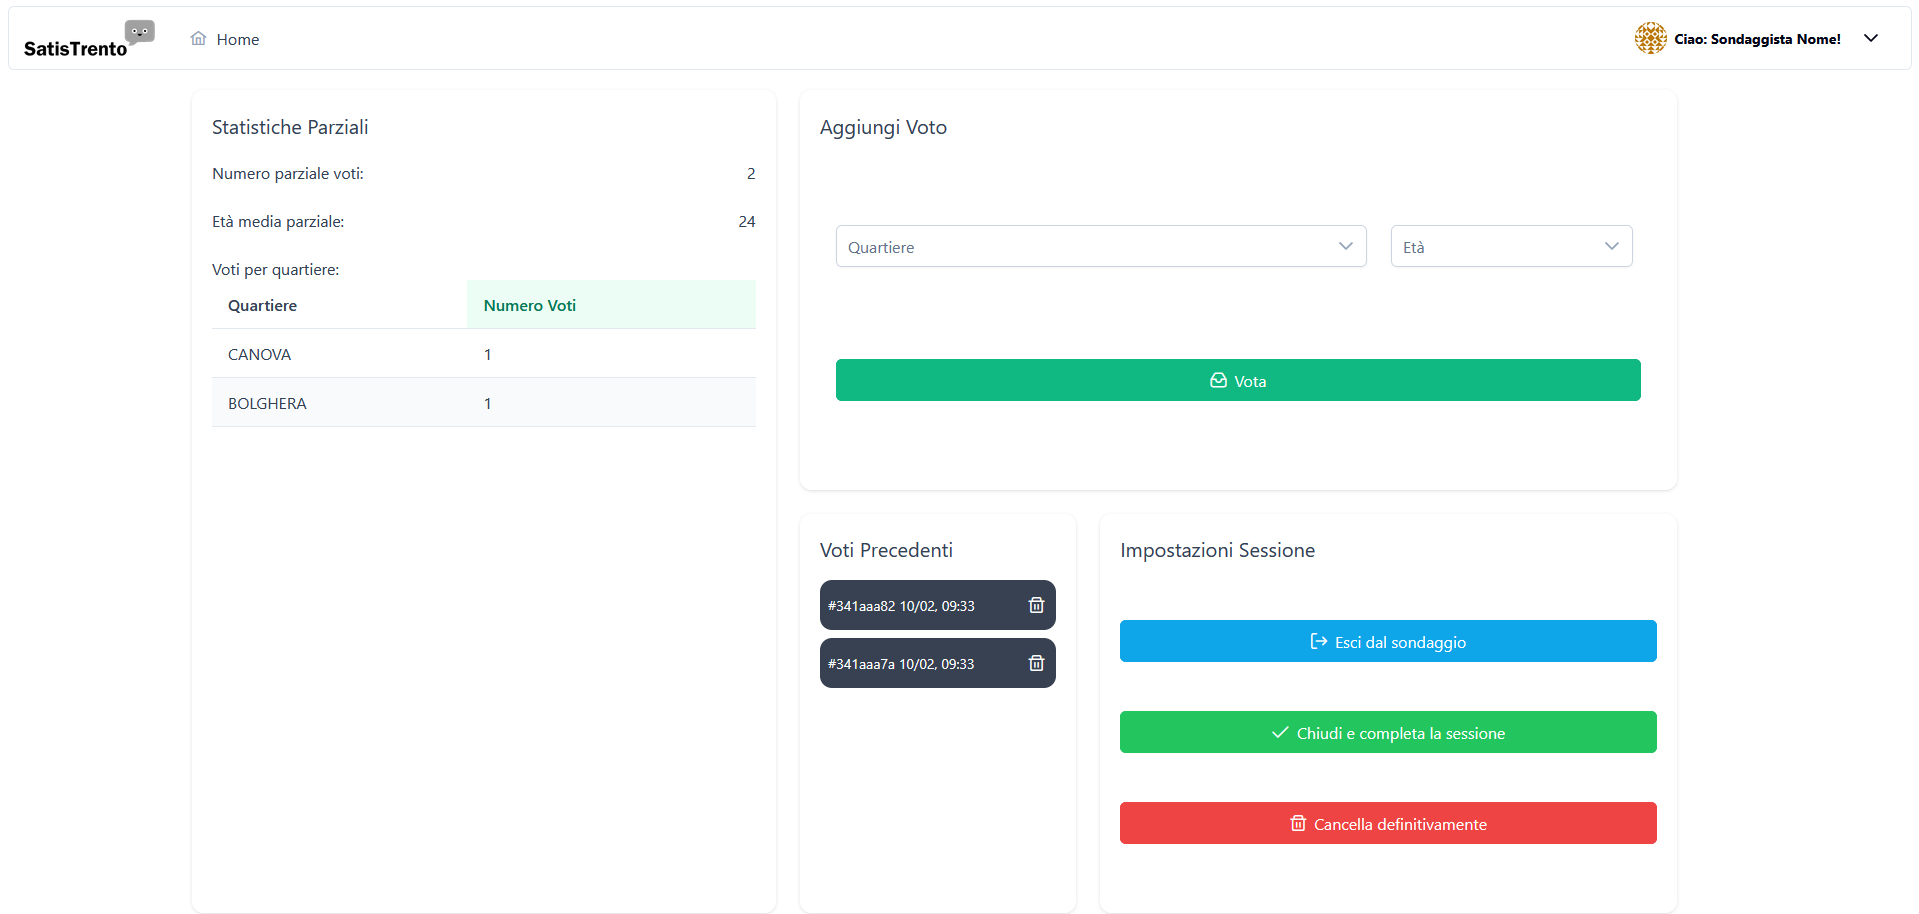 SatisTrento
Home
Ciao: Sondaggista Nome!
Statistiche Parziali
Numero parziale voti: 2
Età media parziale: 24
Voti per quartiere:
Quartiere Numero Voti
CANOVA 1
BOLGHERA 1
Aggiungi Voto
Quartiere Età
Vota
Voti Precedenti
#341aaa82 10/02, 09:33
#341aaa7a 10/02, 09:33
Impostazioni Sessione
Esci dal sondaggio
Chiudi e completa la sessione
Cancella definitivamente